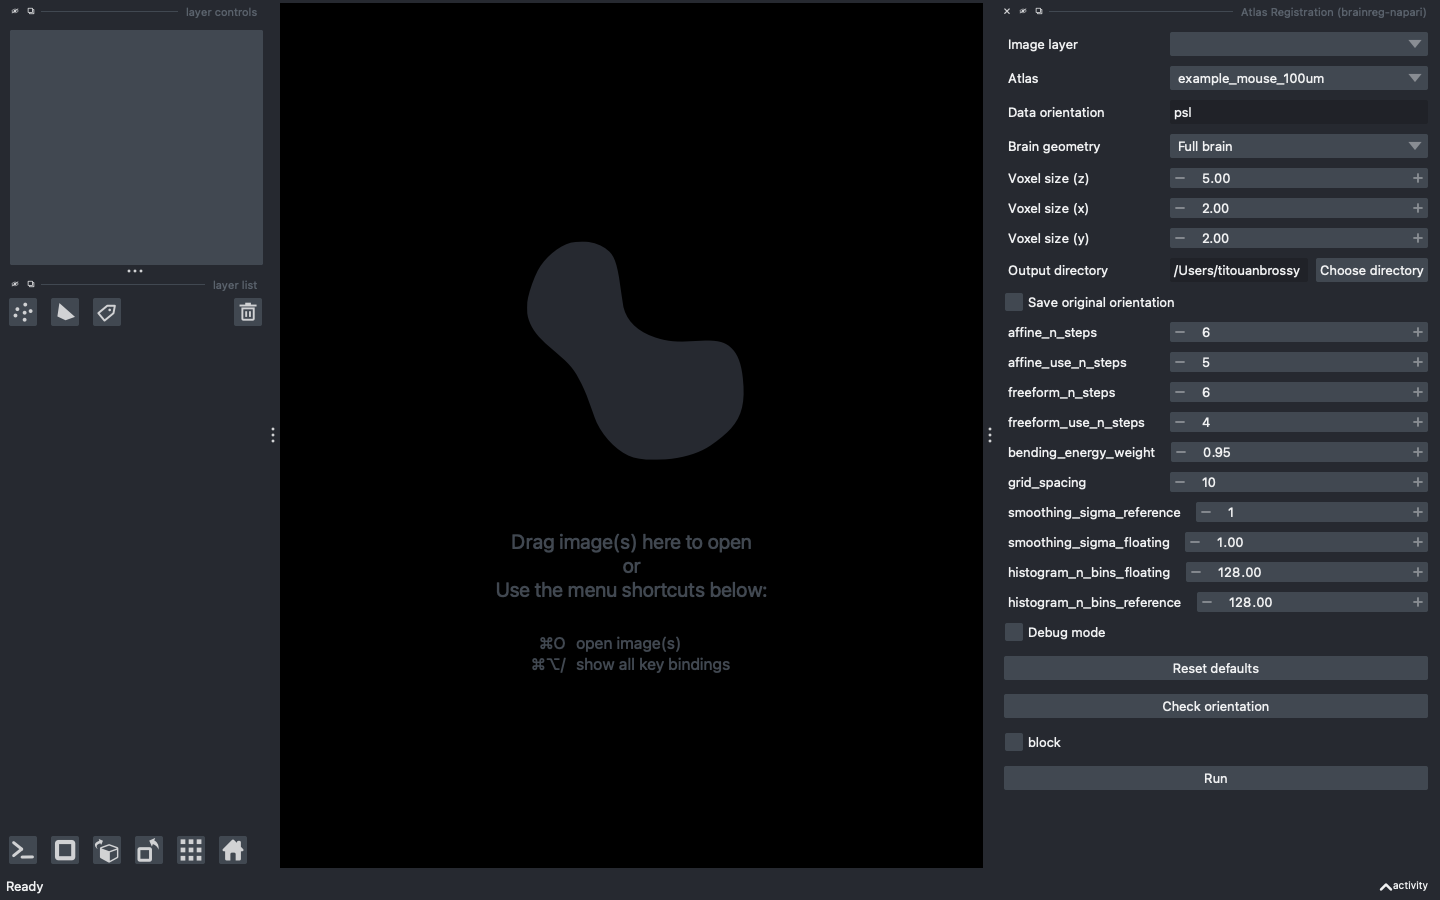 layer controls
layer list
Drag image(s) here to open
or
Use the menu shortcuts below:
⌘O open image(s)
⌘⌥/ show all key bindings
Atlas Registration (brainreg-napari)
Image layer
Atlas example_mouse_100um
Data orientation psl
Brain geometry Full brain
Voxel size (z) − 5.00 +
Voxel size (x) − 2.00 +
Voxel size (y) − 2.00 +
Output directory /Users/titouanbrossy Choose directory
Save original orientation
affine_n_steps − 6 +
affine_use_n_steps − 5 +
freeform_n_steps − 6 +
freeform_use_n_steps − 4 +
bending_energy_weight − 0.95 +
grid_spacing − 10 +
smoothing_sigma_reference − 1 +
smoothing_sigma_floating − 1.00 +
histogram_n_bins_floating − 128.00 +
histogram_n_bins_reference − 128.00 +
Debug mode
Reset defaults
Check orientation
block
Run
Ready
activity